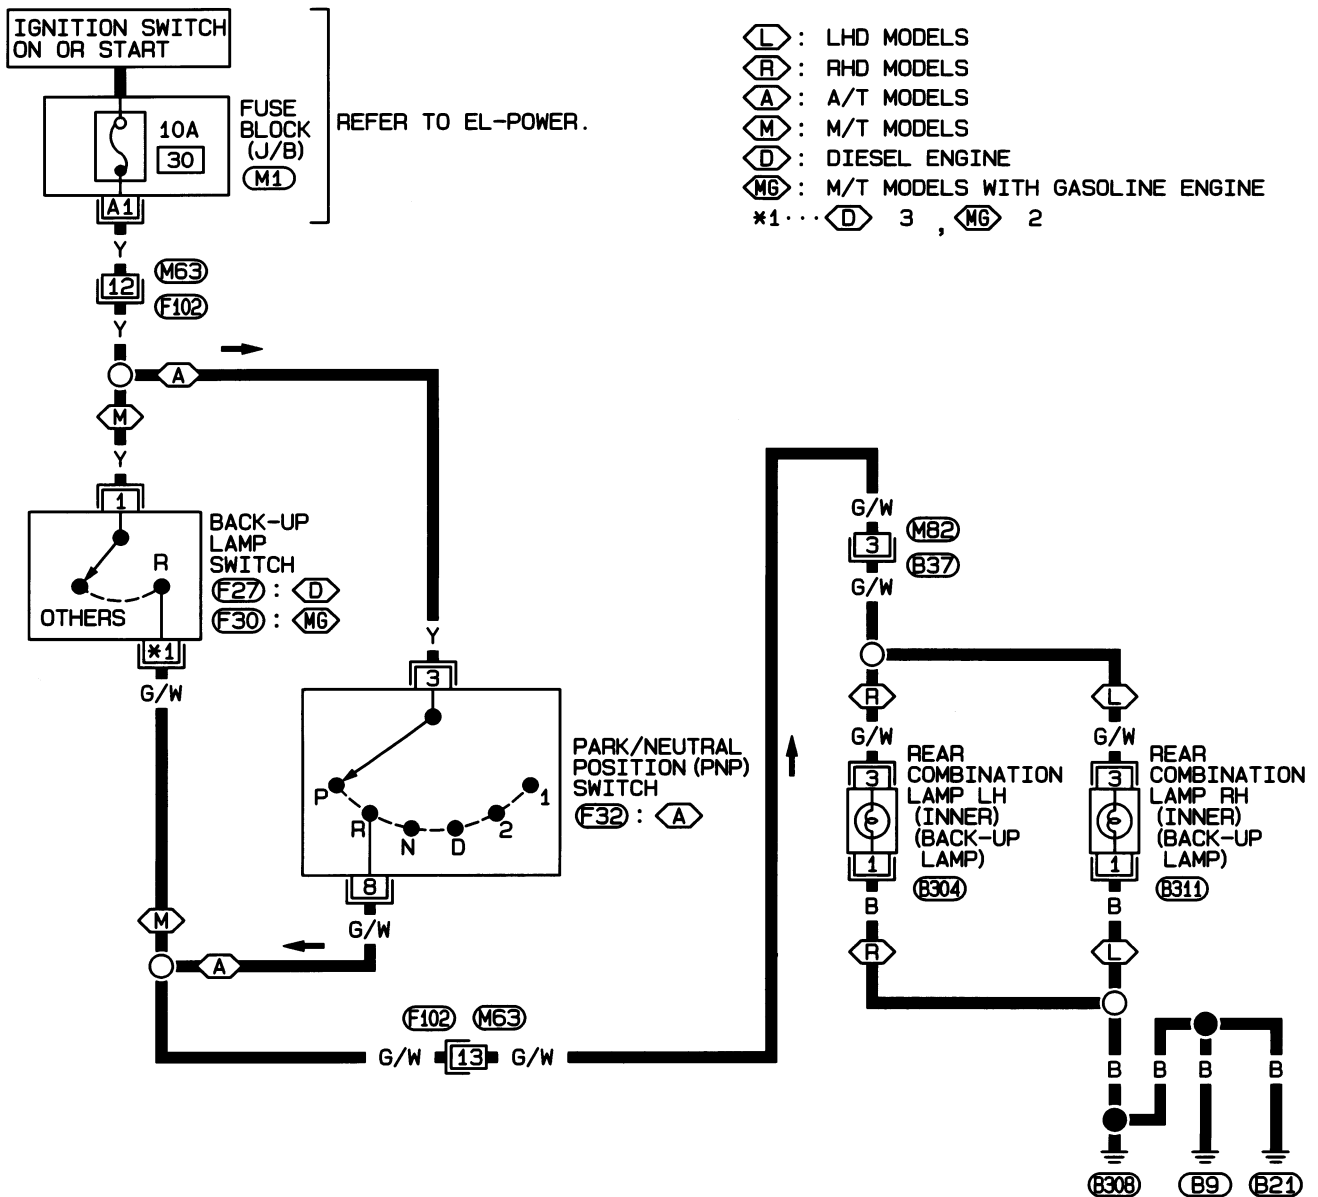 IGNITION SWITCH
ON OR START
FUSE
BLOCK
(J/B)
M1
10A
30
REFER TO EL-POWER.
A1
Y
12
M63
F102
Y
A
M
Y
1
BACK-UP
LAMP
SWITCH
F27 : D
F30 : MG
R
OTHERS
*1
G/W
M
A
L : LHD MODELS
R : RHD MODELS
A : A/T MODELS
M : M/T MODELS
D : DIESEL ENGINE
MG : M/T MODELS WITH GASOLINE ENGINE
*1 ··· D 3 , MG 2
Y
3
PARK/NEUTRAL
POSITION (PNP)
SWITCH
F32 : A
P
R
N
D
2
1
8
G/W
F102 M63
G/W 13 G/W
G/W
3
M82
B37
G/W
R
G/W
3
REAR
COMBINATION
LAMP LH
(INNER)
(BACK-UP
LAMP)
B304
1
B
R
L
G/W
3
REAR
COMBINATION
LAMP RH
(INNER)
(BACK-UP
LAMP)
B311
1
B
L
B B B B
B308 B9 B21